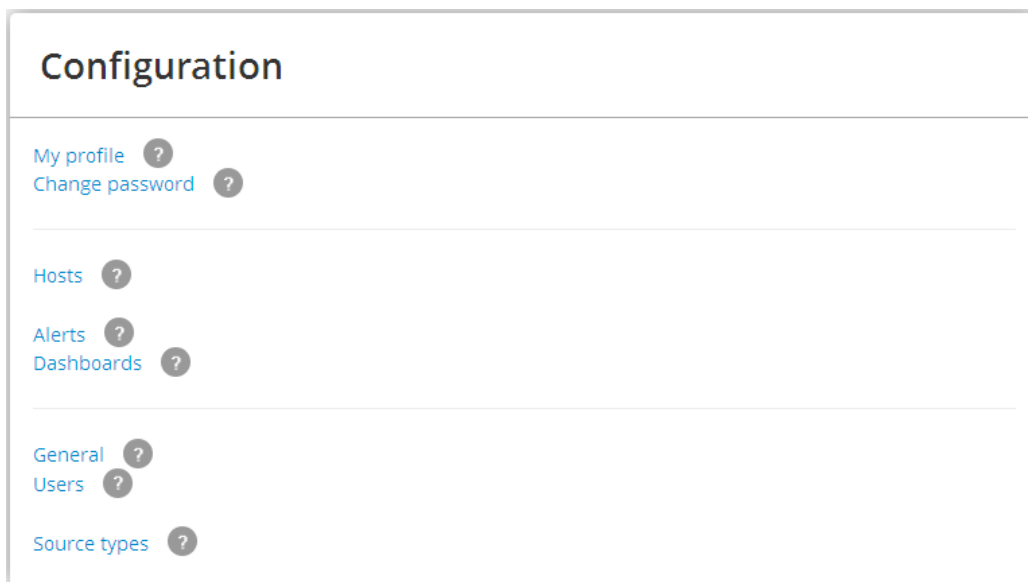 Configuration
My profile ?
Change password ?
Hosts ?
Alerts ?
Dashboards ?
General ?
Users ?
Source types ?